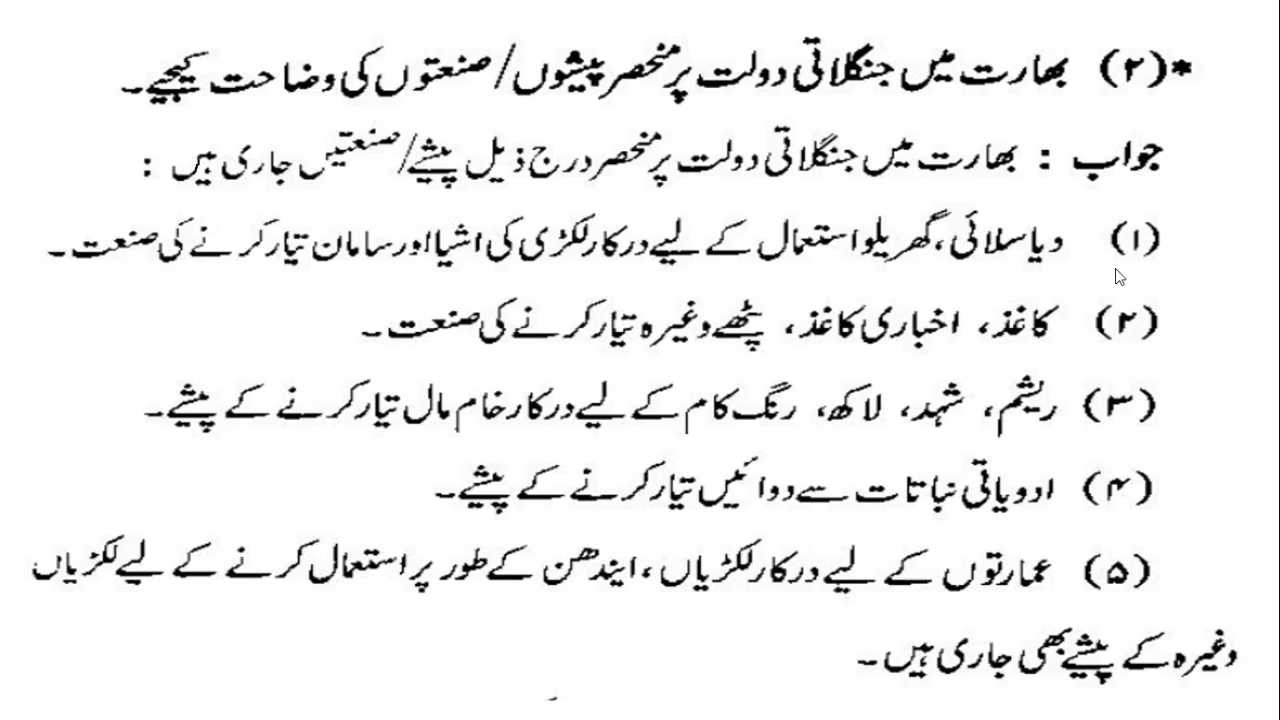 *(۲) بھارت میں جنگلاتی دولت پر منحصر پیشوں/صنعتوں کی وضاحت کیجیے۔
جواب : بھارت میں جنگلاتی دولت پر منحصر درج ذیل پیشے/صنعتیں جاری ہیں :
(۱) دیا سلائی، گھریلو استعمال کے لیے درکار لکڑی کی اشیا اور سامان تیار کرنے کی صنعت۔
(۲) کاغذ، اخباری کاغذ، پٹھے وغیرہ تیار کرنے کی صنعت۔
(۳) ریشم، شہد، لاکھ، رنگ کام کے لیے درکار خام مال تیار کرنے کے پیشے۔
(۴) ادویاتی نباتات سے دوائیں تیار کرنے کے پیشے۔
(۵) عمارتوں کے لیے درکار لکڑیاں، ایندھن کے طور پر استعمال کرنے کے لیے لکڑیاں
وغیرہ کے پیشے بھی جاری ہیں۔